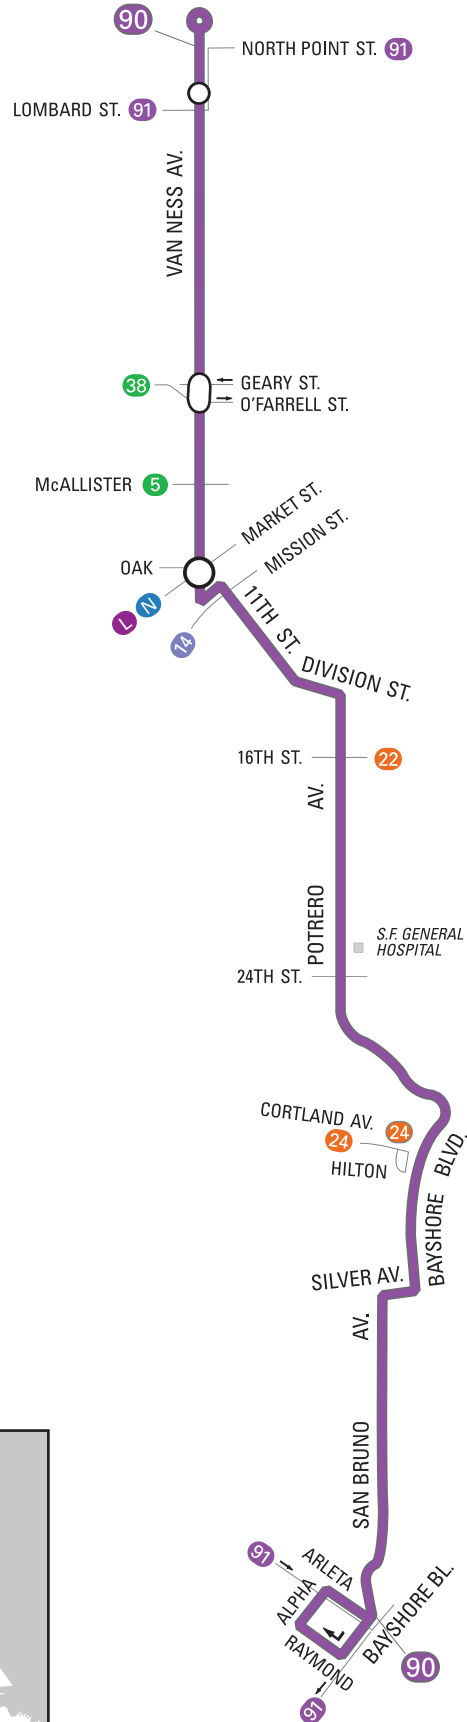 90
NORTH POINT ST. 91
LOMBARD ST. 91
VAN NESS AV.
38
GEARY ST.
O'FARRELL ST.
McALLISTER 5
MARKET ST.
MISSION ST.
OAK
L N
14
11TH ST.
DIVISION ST.
16TH ST. 22
POTRERO AV.
S.F. GENERAL
HOSPITAL
24TH ST.
CORTLAND AV. 24
24
HILTON
BAYSHORE BLVD.
SILVER AV.
SAN BRUNO AV.
91
ARLETA
ALPHA
RAYMOND
BAYSHORE BL.
90
91